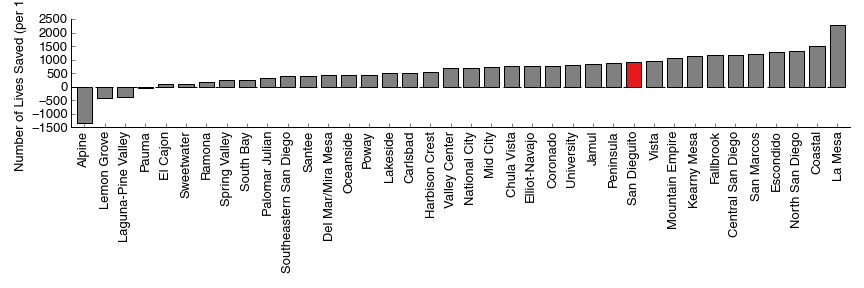 Number of Lives Saved (per 1
2500
2000
1500
1000
500
0
−500
−1000
−1500
Alpine
Lemon Grove
Laguna-Pine Valley
Pauma
El Cajon
Sweetwater
Ramona
Spring Valley
South Bay
Palomar Julian
Southeastern San Diego
Santee
Del Mar/Mira Mesa
Oceanside
Poway
Lakeside
Carlsbad
Harbison Crest
Valley Center
National City
Mid City
Chula Vista
Elliot-Navajo
Coronado
University
Jamul
Peninsula
San Dieguito
Vista
Mountain Empire
Kearny Mesa
Fallbrook
Central San Diego
San Marcos
Escondido
North San Diego
Coastal
La Mesa